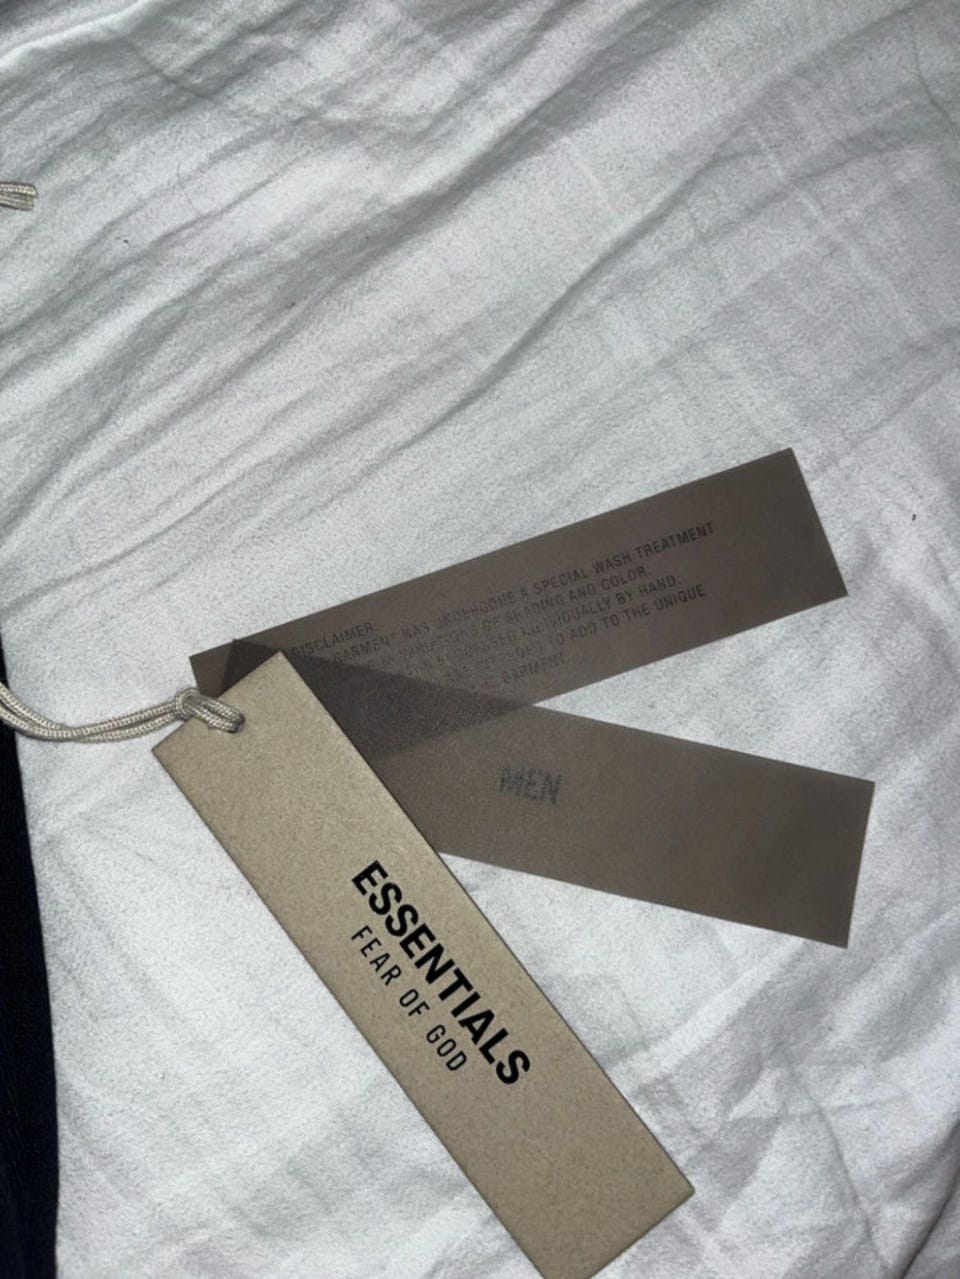 DISCLAIMER
GARMENT HAS UNDERGONE A SPECIAL WASH TREATMENT
VARIATIONS OF SHADING AND COLOR.
PROCESSED INDIVIDUALLY BY HAND.
TO ADD TO THE UNIQUE
GARMENT
MEN
ESSENTIALS
FEAR OF GOD